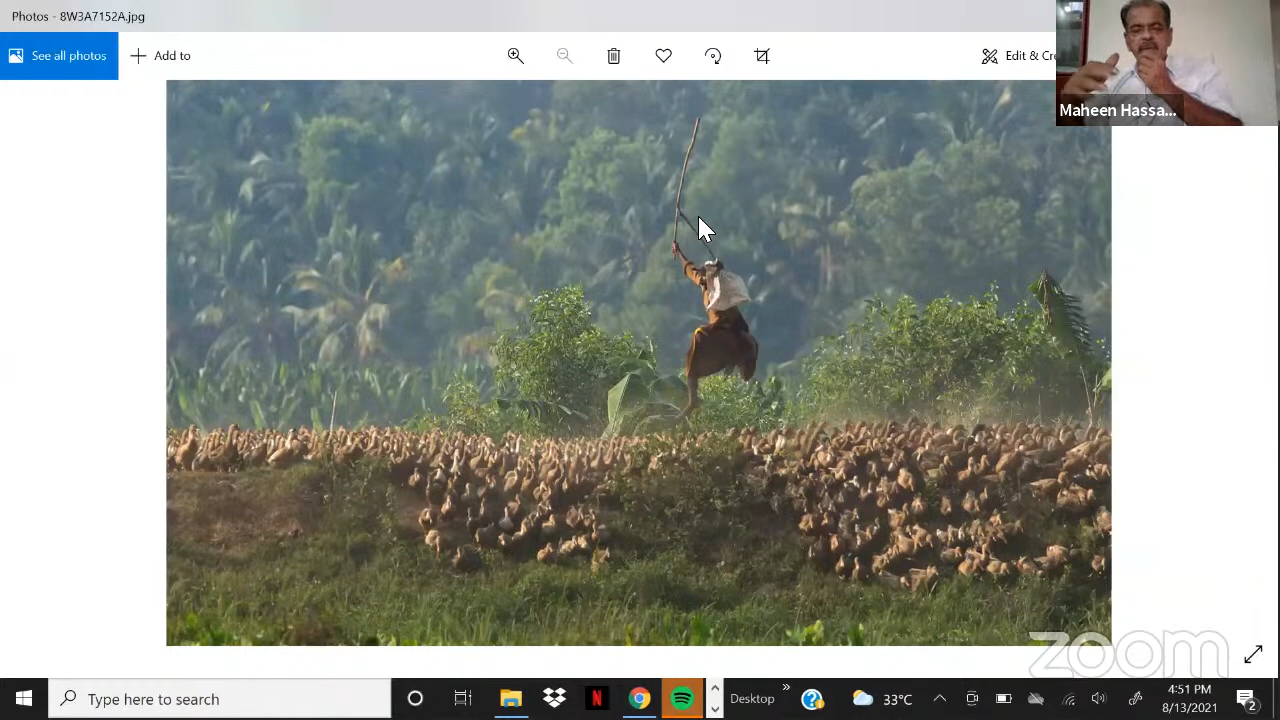 Photos - 8W3A7152A.jpg
See all photos
Add to
Edit & Cr
Maheen Hassa...
zoom
Type here to search
N
Desktop
33°C
4:51 PM
8/13/2021
2